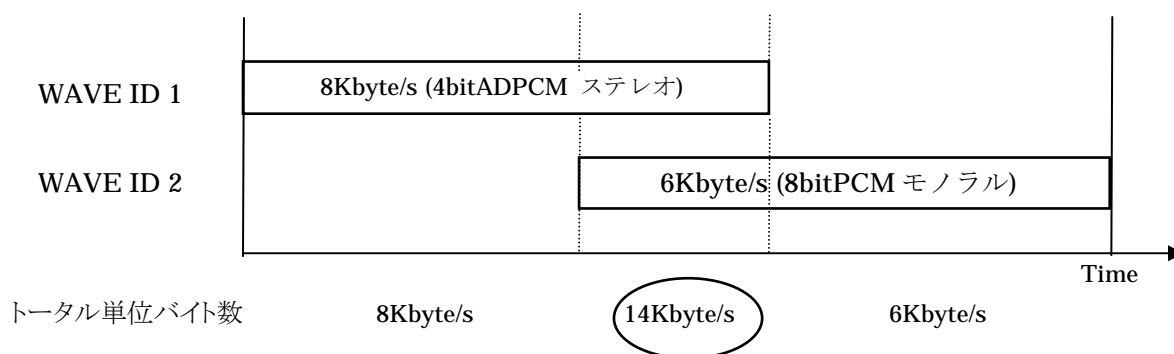 WAVE ID 1
8Kbyte/s (4bitADPCM ステレオ)
WAVE ID 2
6Kbyte/s (8bitPCM モノラル)
Time
トータル単位バイト数
8Kbyte/s
14Kbyte/s
6Kbyte/s